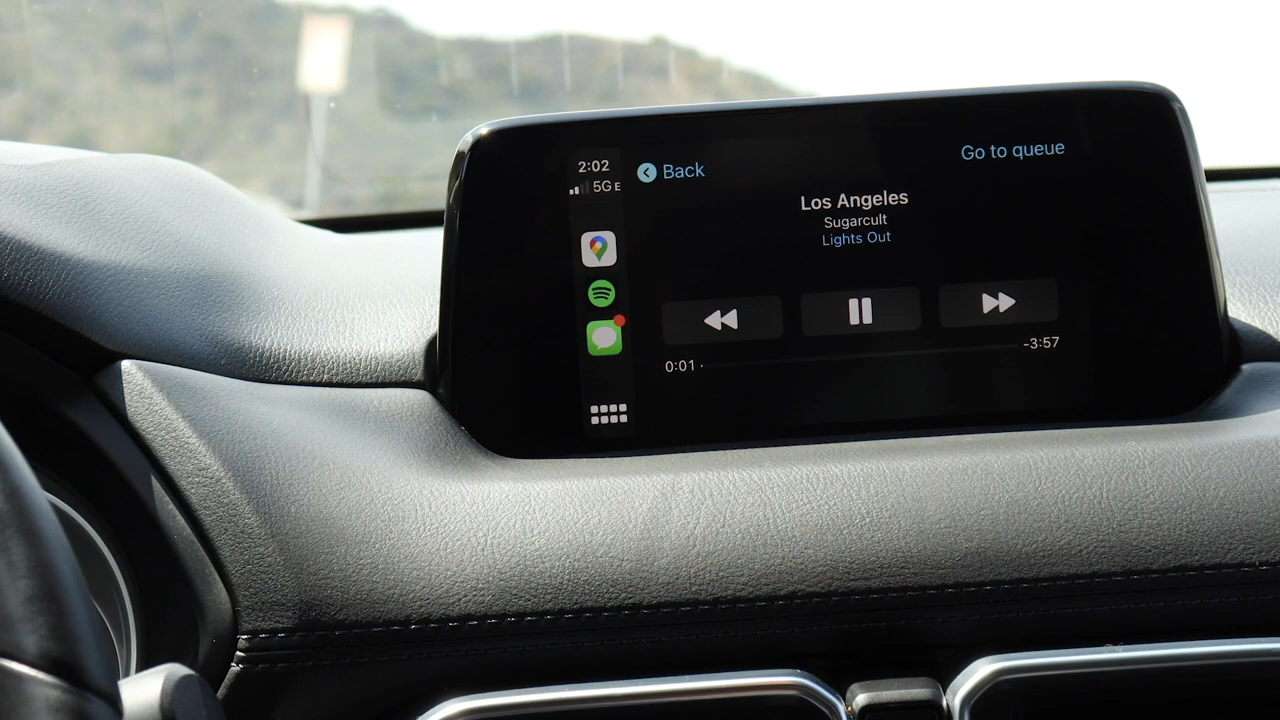 2:02
5G E
Back
Go to queue
Los Angeles
Sugarcult
Lights Out
0:01
-3:57